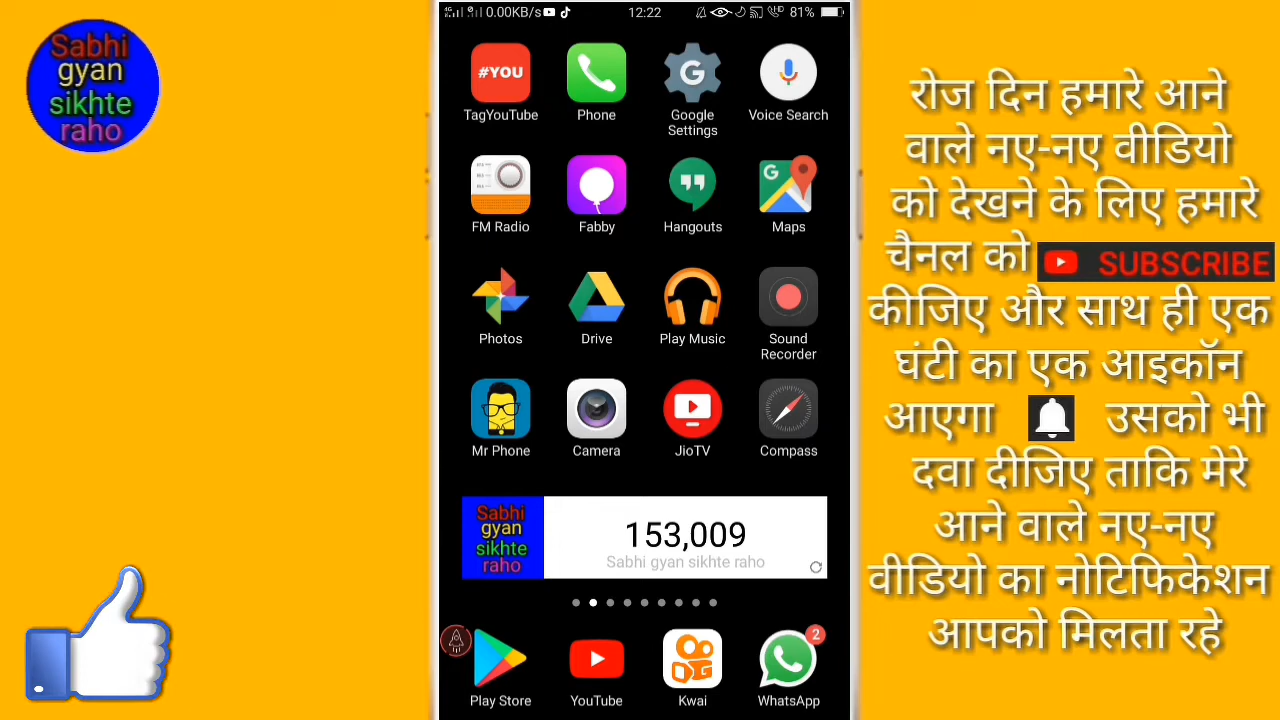 Sabhi
gyan
sikhte
raho
0.00KB/s 12:22 HD 81%
#YOU
TagYouTube Phone Google Settings Voice Search
FM Radio Fabby Hangouts Maps
Photos Drive Play Music Sound Recorder
Mr Phone Camera JioTV Compass
Sabhi
gyan
sikhte
raho
153,009
Sabhi gyan sikhte raho
2
Play Store YouTube Kwai WhatsApp
रोज दिन हमारे आने
वाले नए-नए वीडियो
को देखने के लिए हमारे
चैनल को SUBSCRIBE
कीजिए और साथ ही एक
घंटी का एक आइकॉन
आएगा उसको भी
दवा दीजिए ताकि मेरे
आने वाले नए-नए
वीडियो का नोटिफिकेशन
आपको मिलता रहे